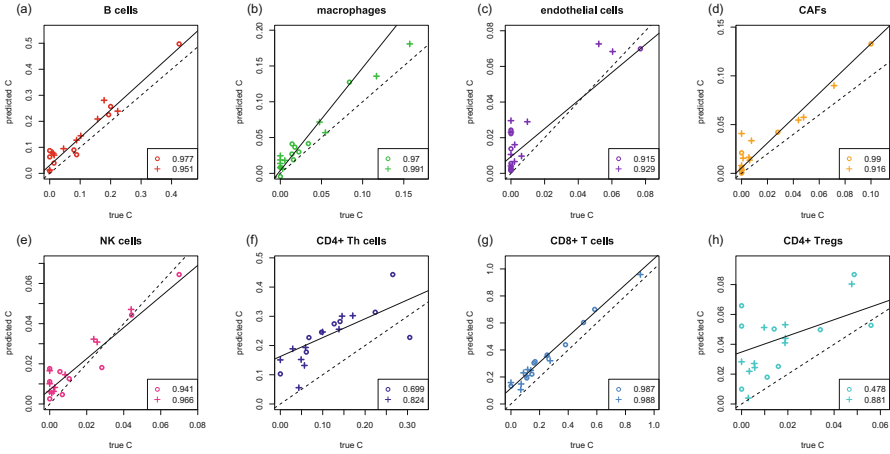 (a) B cells
predicted C
0.0 0.1 0.2 0.3 0.4 0.5
0.0 0.2 0.4
true C
0.977
0.951
(b) macrophages
predicted C
0.00 0.05 0.10 0.15 0.20
0.00 0.05 0.10 0.15
true C
0.97
0.991
(c) endothelial cells
predicted C
0.00 0.02 0.04 0.06 0.08
0.00 0.02 0.04 0.06 0.08
true C
0.915
0.929
(d) CAFs
predicted C
0.00 0.05 0.10 0.15
0.00 0.02 0.04 0.06 0.08 0.10
true C
0.99
0.916
(e) NK cells
predicted C
0.00 0.02 0.04 0.06
0.00 0.02 0.04 0.06
true C
0.941
0.966
(f) CD4+ Th cells
predicted C
0.0 0.1 0.2 0.3 0.4 0.5
0.0 0.1 0.2 0.3
true C
0.699
0.824
(g) CD8+ T cells
predicted C
0.0 0.2 0.4 0.6 0.8 1.0
0.0 0.2 0.4 0.6 0.8 1.0
true C
0.987
0.988
(h) CD4+ Tregs
predicted C
0.00 0.02 0.04 0.06 0.08 0.10
0.00 0.02 0.04 0.06
true C
0.478
0.881